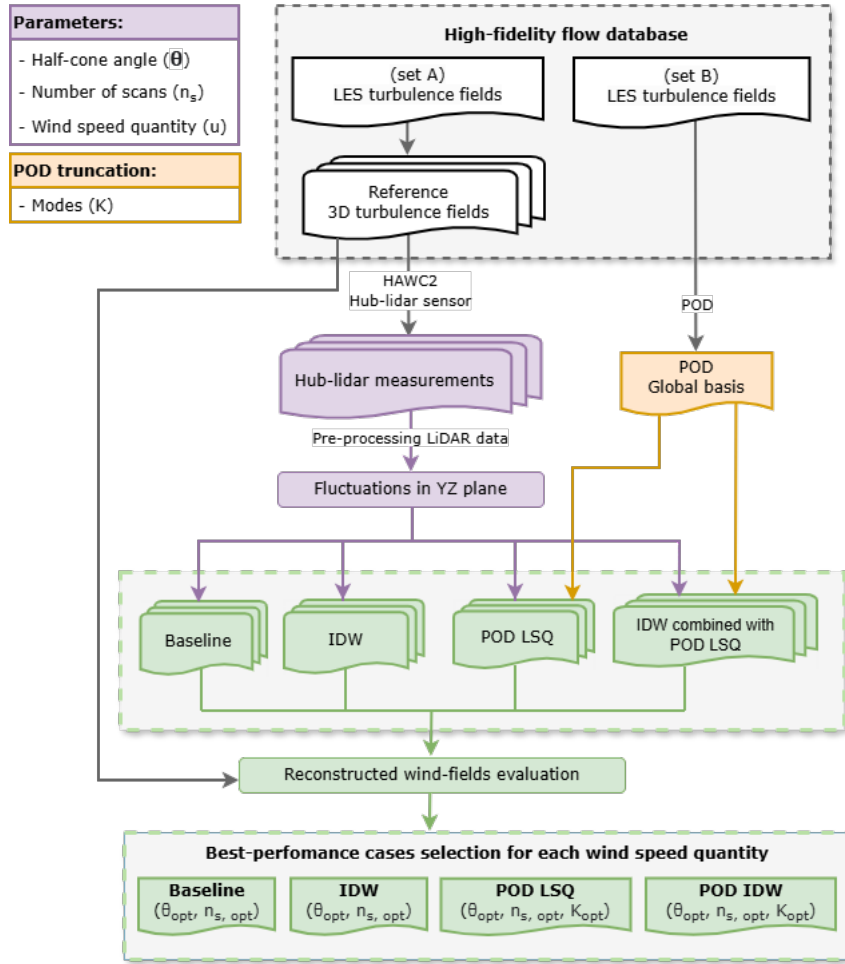 Parameters:
- Half-cone angle (θ)
- Number of scans (nₛ)
- Wind speed quantity (u)
POD truncation:
- Modes (K)
High-fidelity flow database
(set A)
LES turbulence fields
(set B)
LES turbulence fields
Reference
3D turbulence fields
HAWC2
Hub-lidar sensor
POD
Hub-lidar measurements
POD
Global basis
Pre-processing LiDAR data
Fluctuations in YZ plane
Baseline
IDW
POD LSQ
IDW combined with
POD LSQ
Reconstructed wind-fields evaluation
Best-perfomance cases selection for each wind speed quantity
Baseline
(θopt, ns, opt)
IDW
(θopt, ns, opt)
POD LSQ
(θopt, ns, opt, Kopt)
POD IDW
(θopt, ns, opt, Kopt)